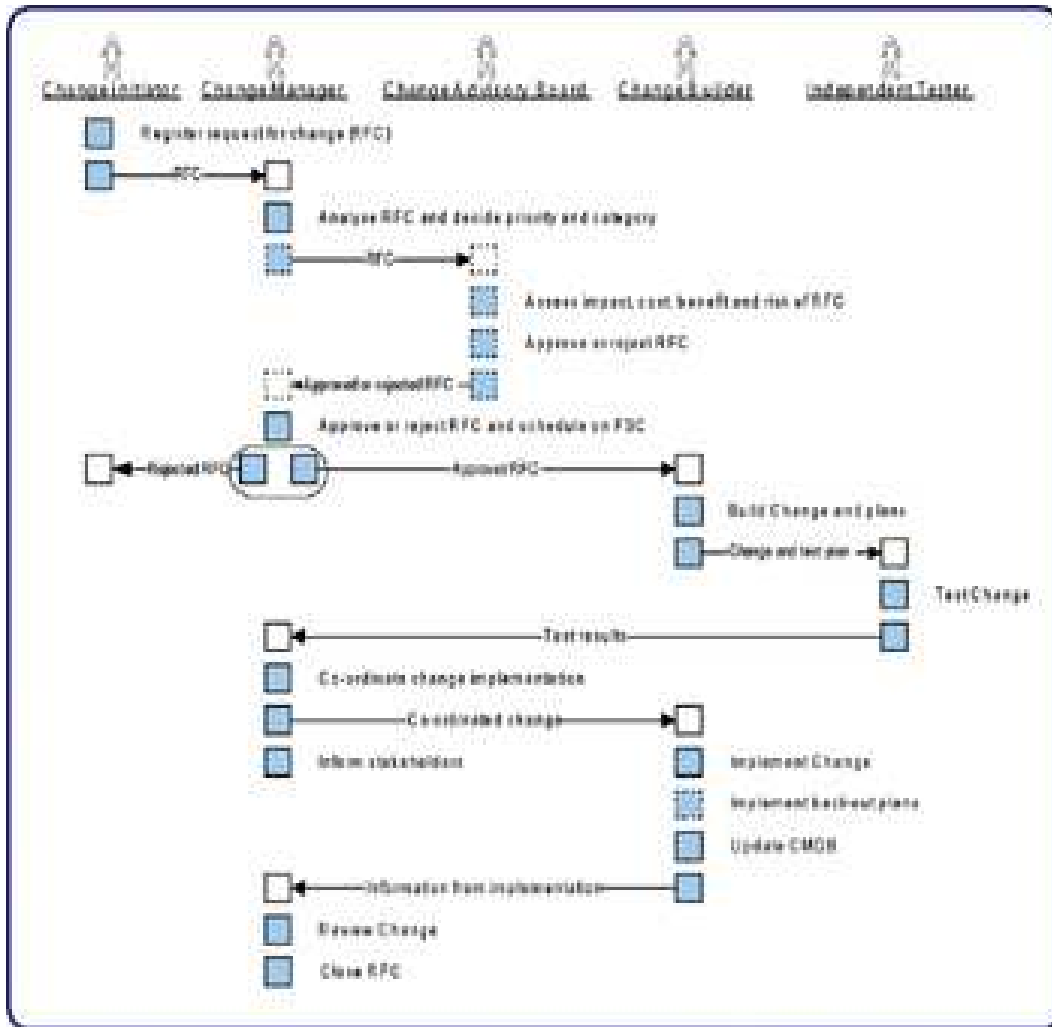 Change Initiator
Change Manager
Change Advisory Board
Change Builder
Independent Tester
Register request for change (RFC)
RFC
Analyse RFC and decide priority and category
RFC
Assess impact, cost, benefit and risk of RFC
Approve or reject RFC
Approved or rejected RFC
Approve or reject RFC and schedule on FSC
Rejected RFC
Approved RFC
Build Change and plans
Change and test plan
Test Change
Test results
Co-ordinate change implementation
Co-ordinated change
Inform stakeholders
Implement Change
Implement back-out plans
Update CMDB
Information from implementation
Review Change
Close RFC